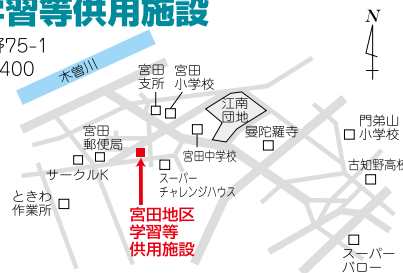 学習等供用施設
野75-1
400
N
木曽川
宮田
支所
宮田
小学校
江南
団地
門弟山
小学校
宮田
郵便局
宮田中学校
曼陀羅寺
古知野高校
サークルK
スーパー
チャレンジハウス
ときわ
作業所
宮田地区
学習等
供用施設
スーパー
バロー